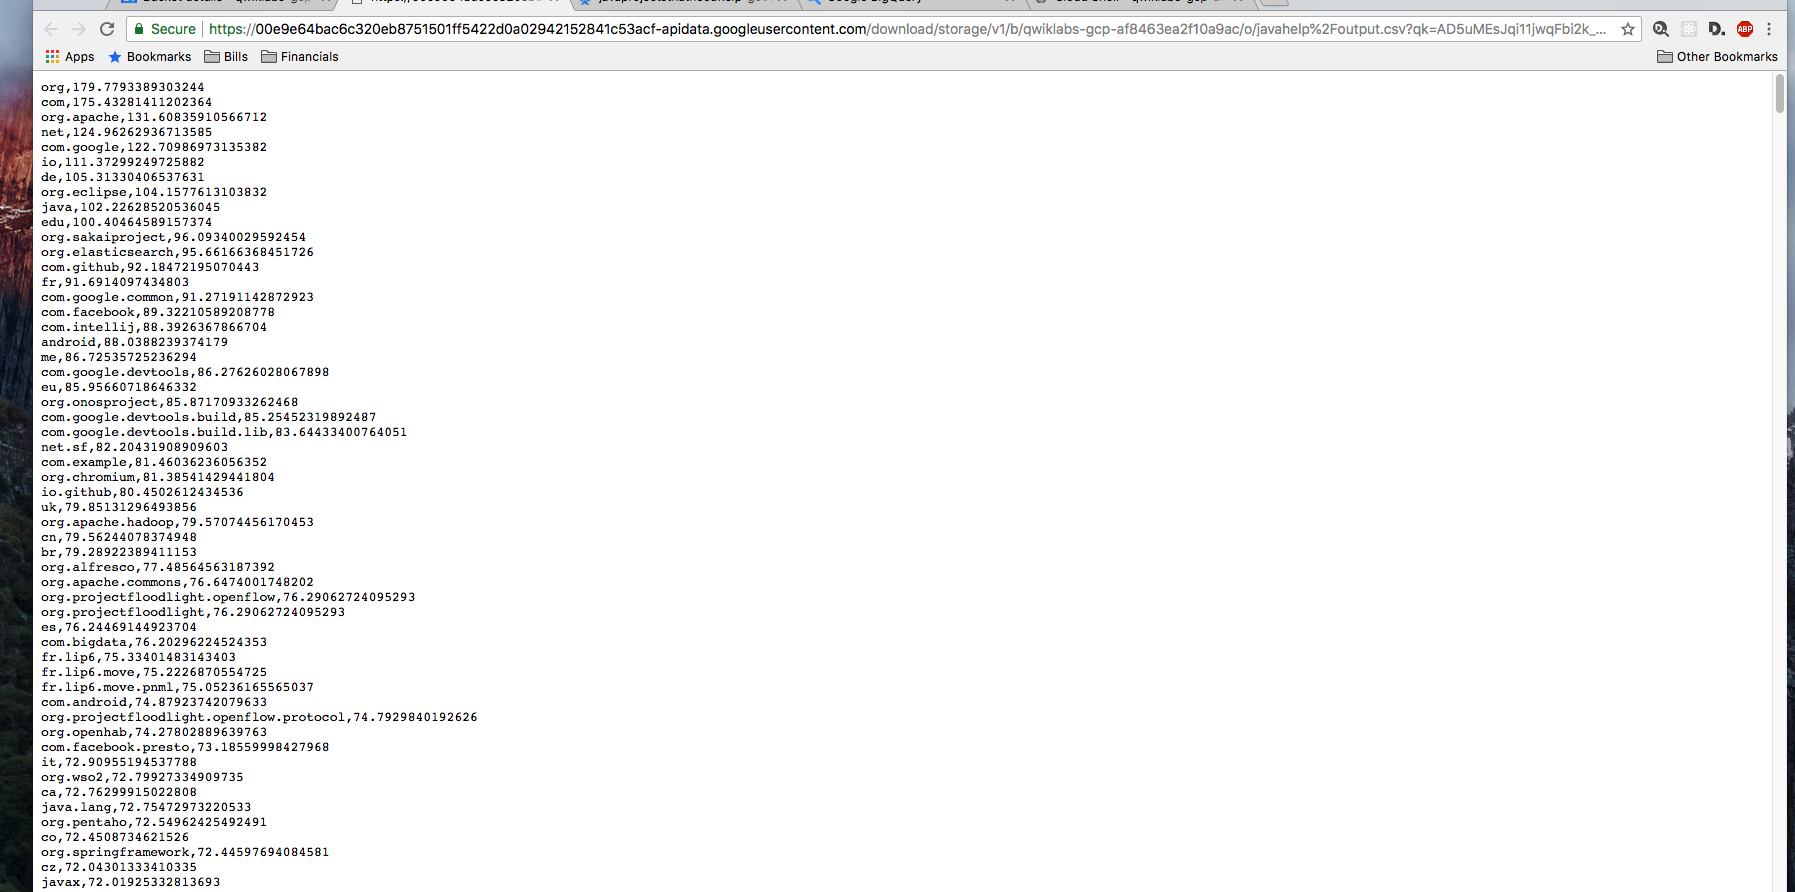 Secure https://00e9e64bac6c320eb8751501ff5422d0a02942152841c53acf-apidata.googleusercontent.com/download/storage/v1/b/qwiklabs-gcp-af8463ea2f10a9ac/o/javahelp%2Foutput.csv?qk=AD5uMEsJqi11jwqFbi2k_... D. ABP
Apps Bookmarks Bills Financials Other Bookmarks
org,179.7793389303244
com,175.43281411202364
org.apache,131.60835910566712
net,124.96262936713585
com.google,122.70986973135382
io,111.37299249725882
de,105.31330406537631
org.eclipse,104.1577613103832
java,102.22628520536045
edu,100.40464589157374
org.sakaiproject,96.09340029592454
org.elasticsearch,95.66166368451726
com.github,92.18472195070443
fr,91.6914097434803
com.google.common,91.27191142872923
com.facebook,89.32210589208778
com.intellij,88.3926367866704
android,88.0388239374179
me,86.72535725236294
com.google.devtools,86.27626028067898
eu,85.95660718646332
org.onosproject,85.87170933262468
com.google.devtools.build,85.25452319892487
com.google.devtools.build.lib,83.64433400764051
net.sf,82.20431908909603
com.example,81.46036236056352
org.chromium,81.38541429441804
io.github,80.4502612434536
uk,79.85131296493856
org.apache.hadoop,79.57074456170453
cn,79.56244078374948
br,79.28922389411153
org.alfresco,77.48564563187392
org.apache.commons,76.6474001748202
org.projectfloodlight.openflow,76.29062724095293
org.projectfloodlight,76.29062724095293
es,76.24469144923704
com.bigdata,76.20296224524353
fr.lip6,75.33401483143403
fr.lip6.move,75.2226870554725
fr.lip6.move.pnml,75.05236165565037
com.android,74.87923742079633
org.projectfloodlight.openflow.protocol,74.7929840192626
org.openhab,74.27802889639763
com.facebook.presto,73.18559998427968
it,72.90955194537788
org.wso2,72.79927334909735
ca,72.76299915022808
java.lang,72.75472973220533
org.pentaho,72.54962425492491
co,72.4508734621526
org.springframework,72.44597694084581
cz,72.04301333410335
javax,72.01925332813693